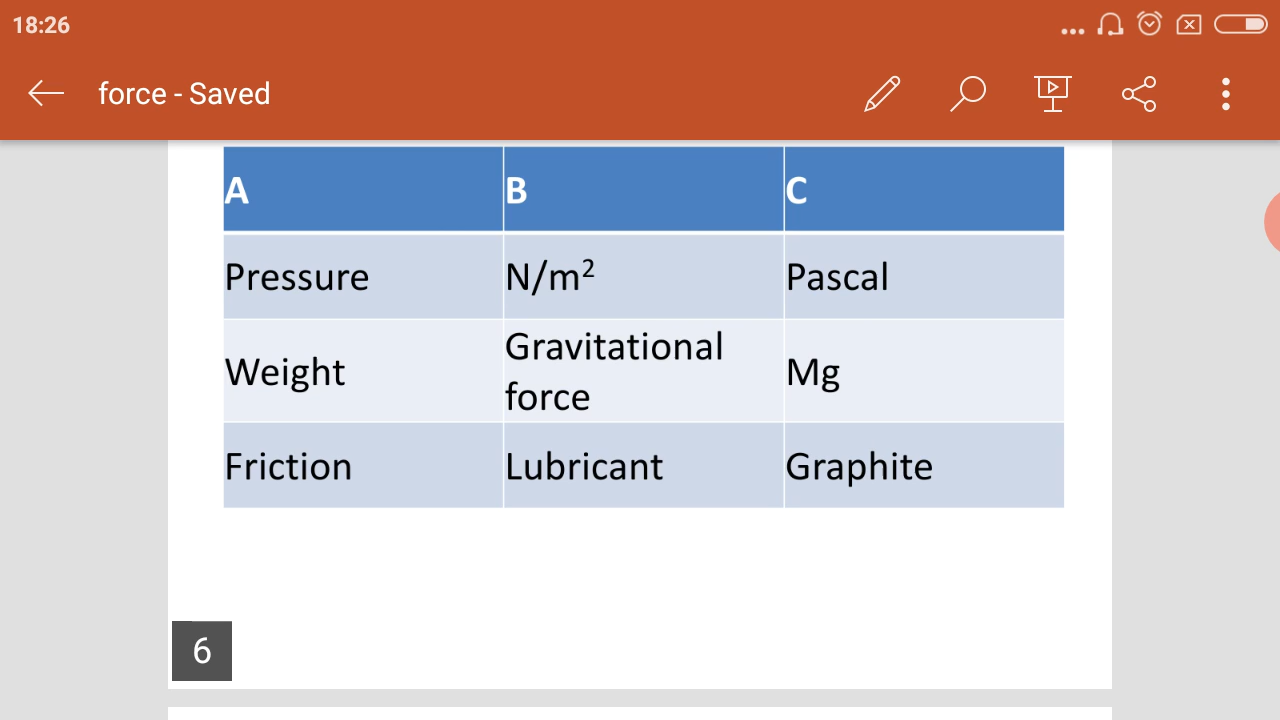 18:26
force - Saved
A B C
Pressure N/m² Pascal
Weight Gravitational force Mg
Friction Lubricant Graphite
6